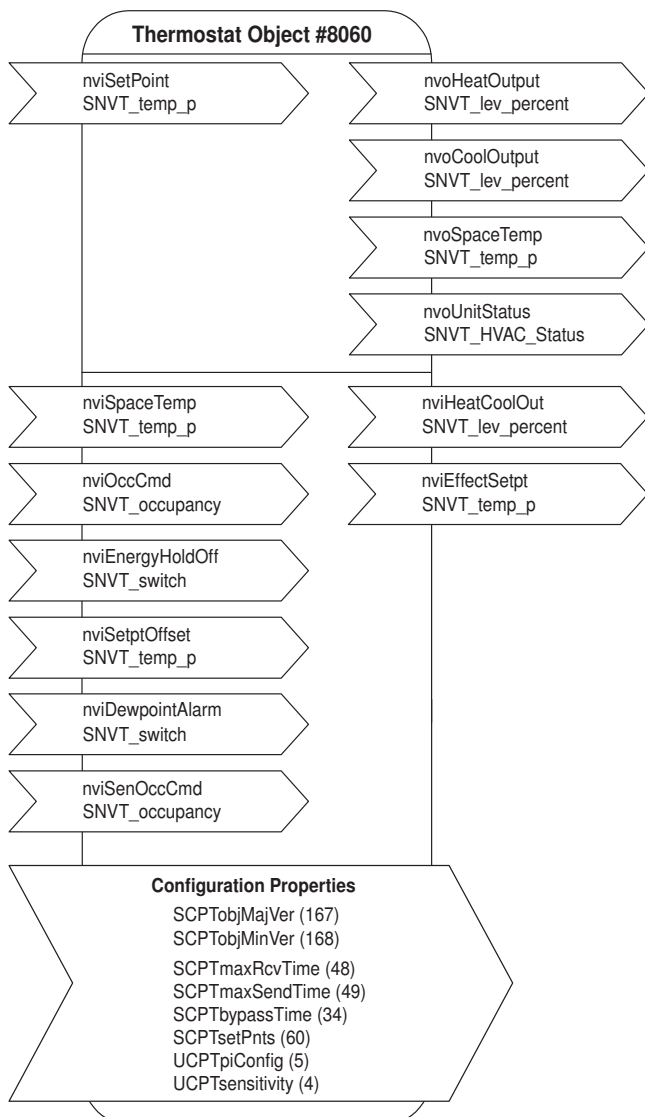 Thermostat Object #8060
nviSetPoint
SNVT_temp_p
nvoHeatOutput
SNVT_lev_percent
nvoCoolOutput
SNVT_lev_percent
nvoSpaceTemp
SNVT_temp_p
nvoUnitStatus
SNVT_HVAC_Status
nviSpaceTemp
SNVT_temp_p
nviHeatCoolOut
SNVT_lev_percent
nviOccCmd
SNVT_occupancy
nviEffectSetpt
SNVT_temp_p
nviEnergyHoldOff
SNVT_switch
nviSetptOffset
SNVT_temp_p
nviDewpointAlarm
SNVT_switch
nviSenOccCmd
SNVT_occupancy
Configuration Properties
SCPTobjMajVer (167)
SCPTobjMinVer (168)
SCPTmaxRcvTime (48)
SCPTmaxSendTime (49)
SCPTbypassTime (34)
SCPTsetPnts (60)
UCPTpiConfig (5)
UCPTsensitivity (4)